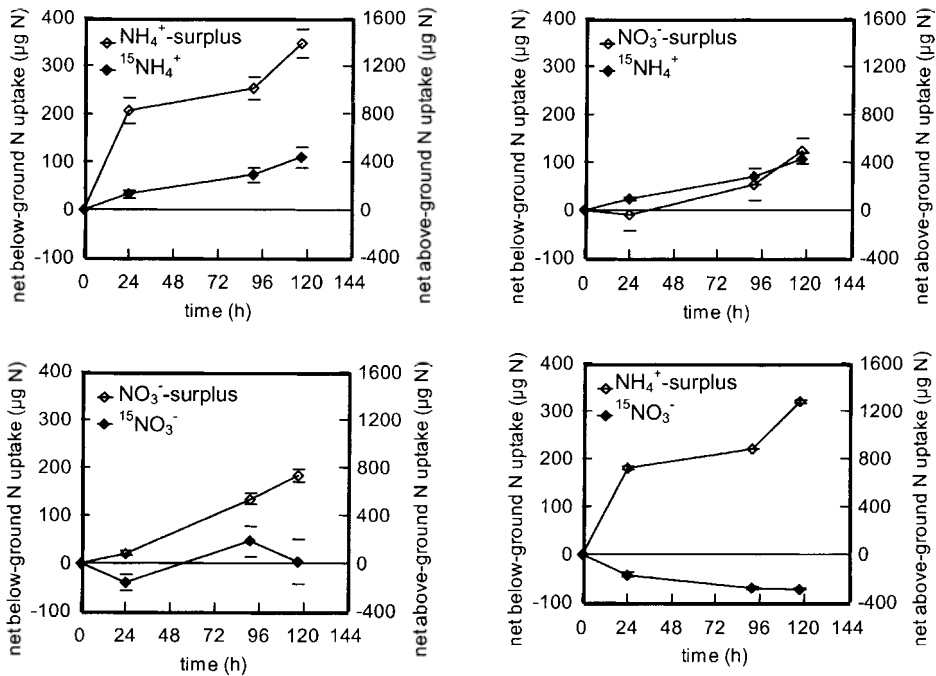 net below-ground N uptake (µg N)
400
300
200
100
0
-100
NH₄⁺-surplus
¹⁵NH₄⁺
1600
1200
800
400
0
-400
net above-ground N uptake (µg N)
0 24 48 72 96 120 144
time (h)
net below-ground N uptake (µg N)
400
300
200
100
0
-100
NO₃⁻-surplus
¹⁵NH₄⁺
1600
1200
800
400
0
-400
net above-ground N uptake (µg N)
0 24 48 72 96 120 144
time (h)
net below-ground N uptake (µg N)
400
300
200
100
0
-100
NO₃⁻-surplus
¹⁵NO₃⁻
1600
1200
800
400
0
-400
net above-ground N uptake (µg N)
0 24 48 72 96 120 144
time (h)
net below-ground N uptake (µg N)
400
300
200
100
0
-100
NH₄⁺-surplus
¹⁵NO₃⁻
1600
1200
800
400
0
-400
net above-ground N uptake (µg N)
0 24 48 72 96 120 144
time (h)